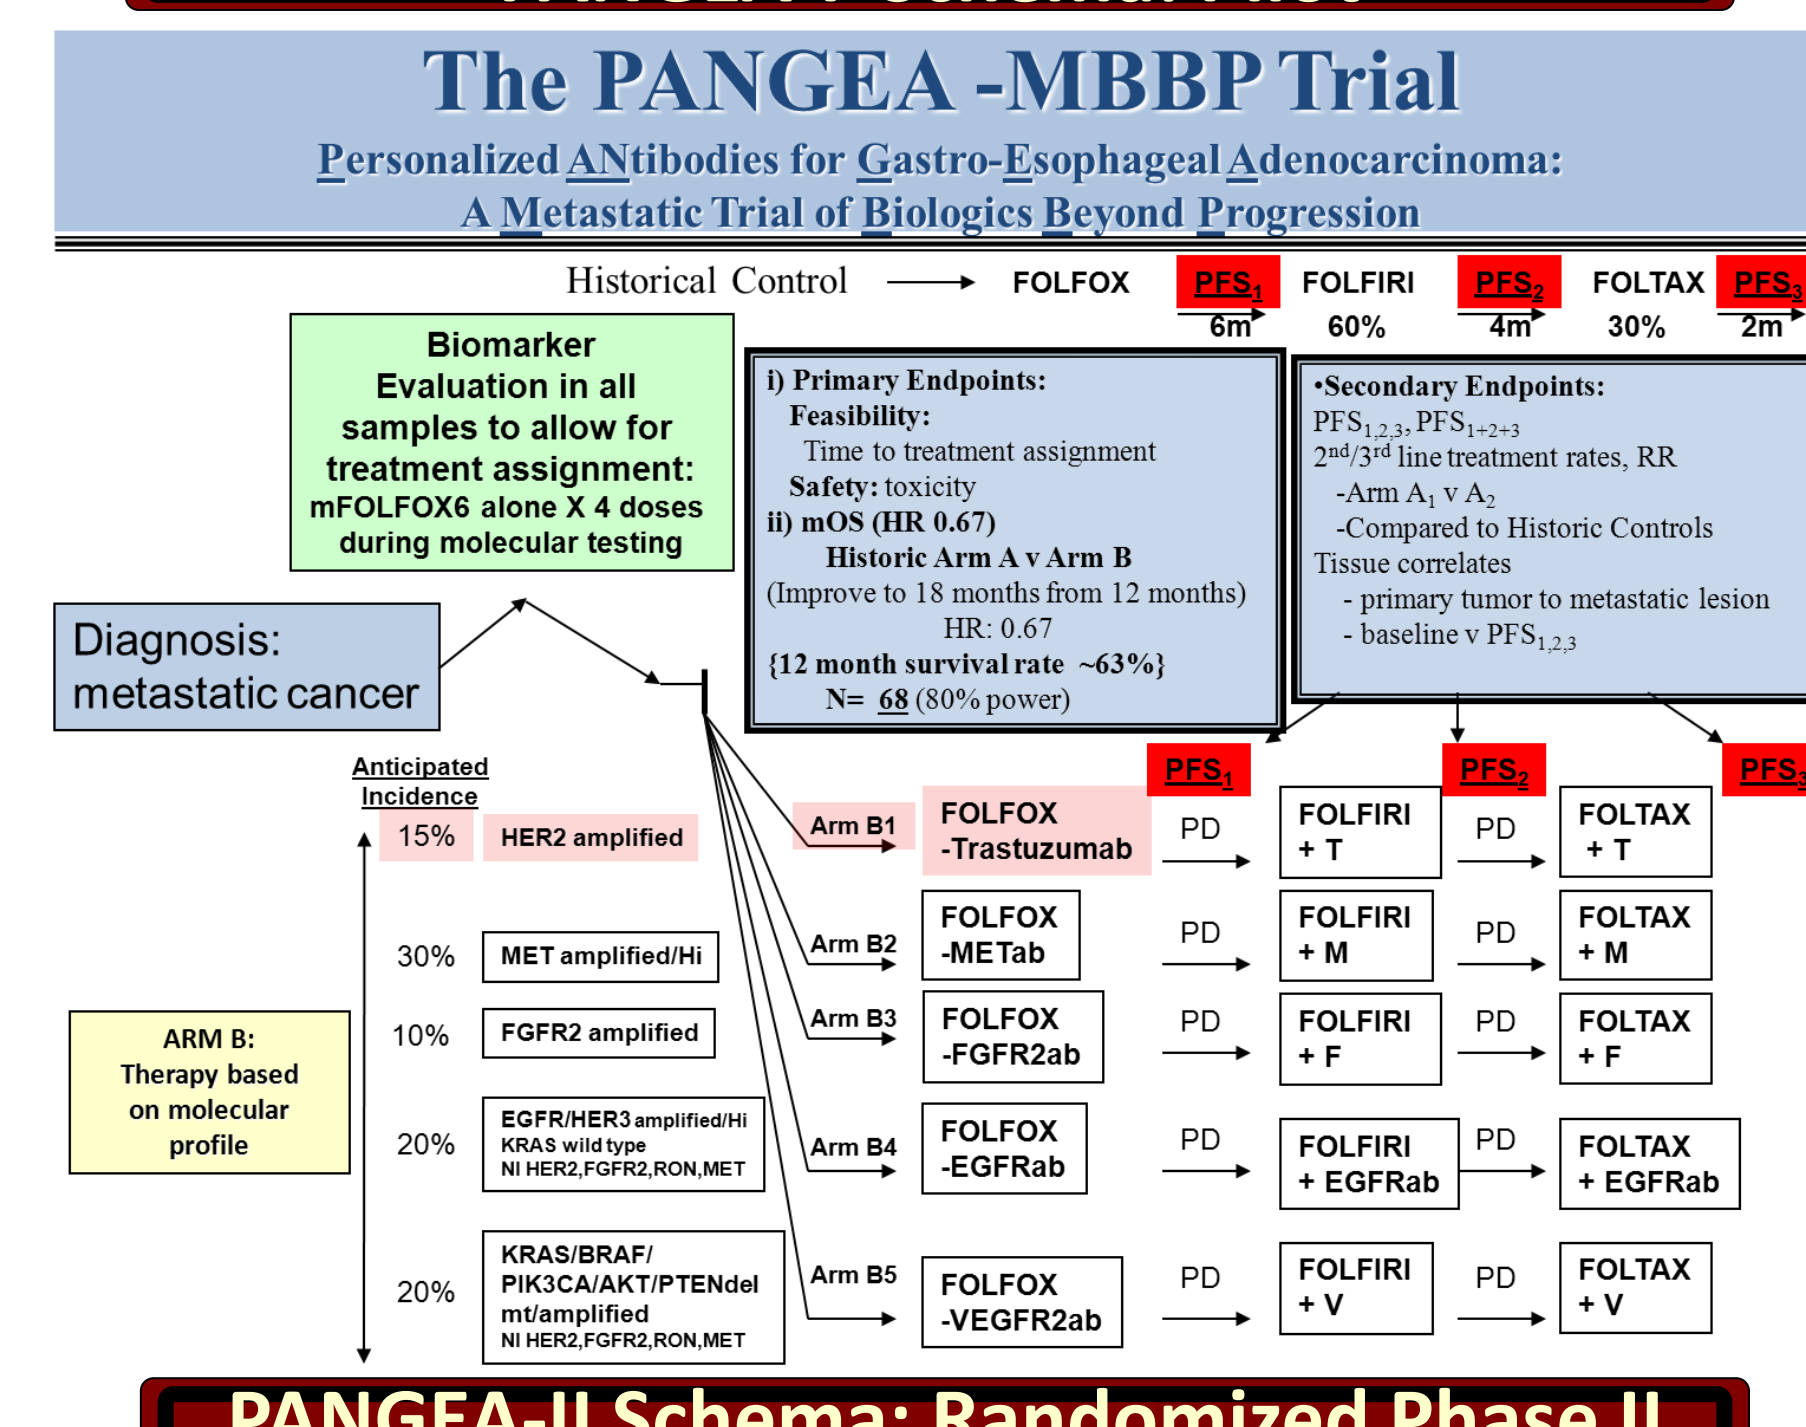 The PANGEA -MBBP Trial
Personalized ANtibodies for Gastro-Esophageal Adenocarcinoma:
A Metastatic Trial of Biologics Beyond Progression
Historical Control FOLFOX PFS1 FOLFIRI PFS2 FOLTAX PFS3
6m 60% 4m 30% 2m
Biomarker
Evaluation in all
samples to allow for
treatment assignment:
mFOLFOX6 alone X 4 doses
during molecular testing
i) Primary Endpoints:
Feasibility:
Time to treatment assignment
Safety: toxicity
ii) mOS (HR 0.67)
Historic Arm A v Arm B
(Improve to 18 months from 12 months)
HR: 0.67
{12 month survival rate ~63%}
N= 68 (80% power)
•Secondary Endpoints:
PFS1,2,3, PFS1+2+3
2nd/3rd line treatment rates, RR
-Arm A1 v A2
-Compared to Historic Controls
Tissue correlates
- primary tumor to metastatic lesion
- baseline v PFS1,2,3
Diagnosis:
metastatic cancer
PFS1 PFS2 PFS3
Anticipated
Incidence
15% HER2 amplified Arm B1
FOLFOX
-Trastuzumab
PD
FOLFIRI
+ T
PD
FOLTAX
+ T
30% MET amplified/Hi Arm B2
FOLFOX
-METab
PD
FOLFIRI
+ M
PD
FOLTAX
+ M
10% FGFR2 amplified Arm B3
FOLFOX
-FGFR2ab
PD
FOLFIRI
+ F
PD
FOLTAX
+ F
ARM B:
Therapy based
on molecular
profile
20%
EGFR/HER3 amplified/Hi
KRAS wild type
NI HER2,FGFR2,RON,MET
Arm B4
FOLFOX
-EGFRab
PD
FOLFIRI
+ EGFRab
PD
FOLTAX
+ EGFRab
20%
KRAS/BRAF/
PIK3CA/AKT/PTENdel
mt/amplified
NI HER2,FGFR2,RON,MET
Arm B5
FOLFOX
-VEGFR2ab
PD
FOLFIRI
+ V
PD
FOLTAX
+ V
PANGEA-II Schema: Randomized Phase II